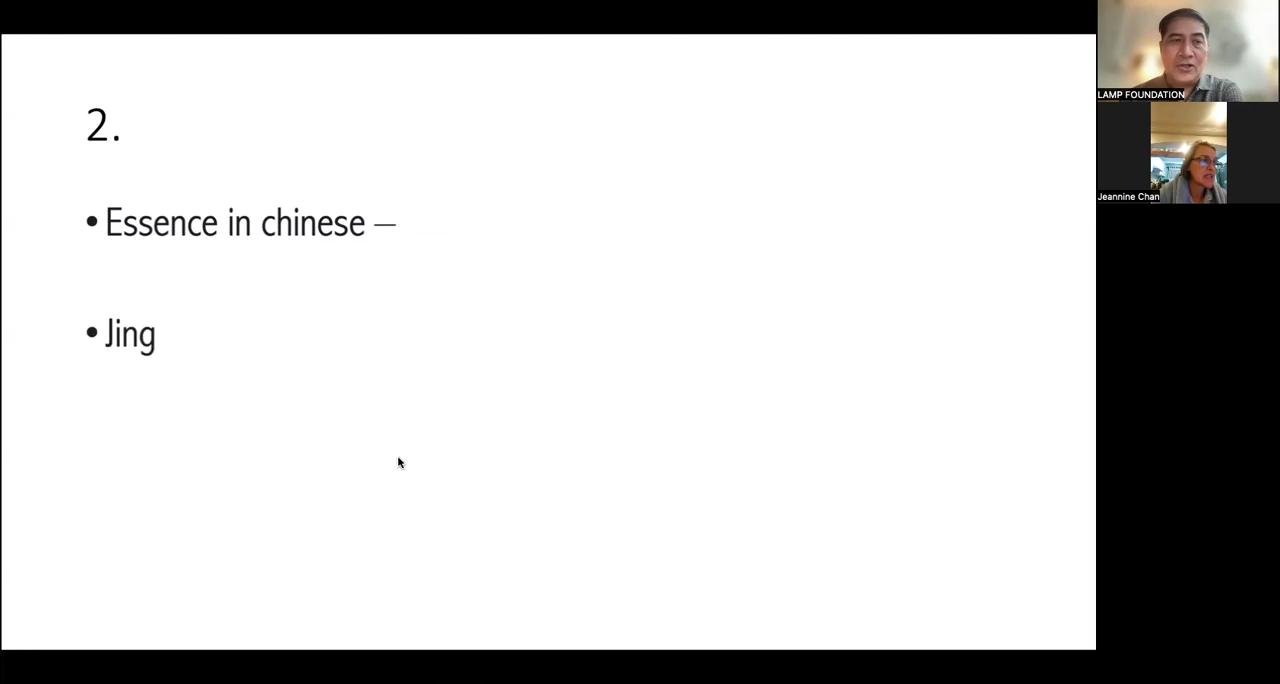 2.
• Essence in chinese —
• Jing
LAMP FOUNDATION
Jeannine Chan